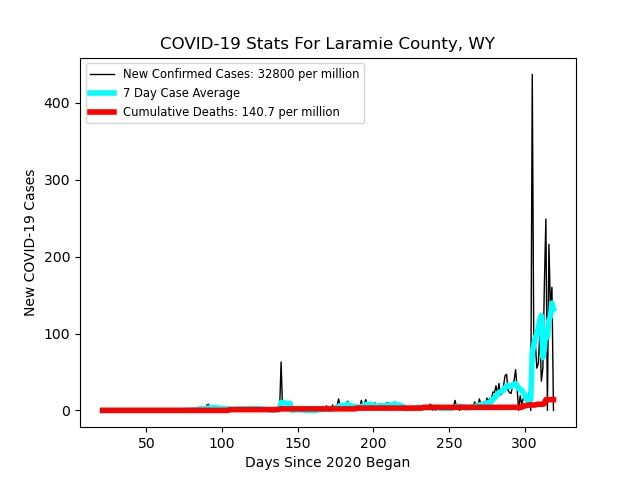 COVID-19 Stats For Laramie County, WY
New Confirmed Cases: 32800 per million
7 Day Case Average
Cumulative Deaths: 140.7 per million
New COVID-19 Cases
400
300
200
100
0
50 100 150 200 250 300
Days Since 2020 Began